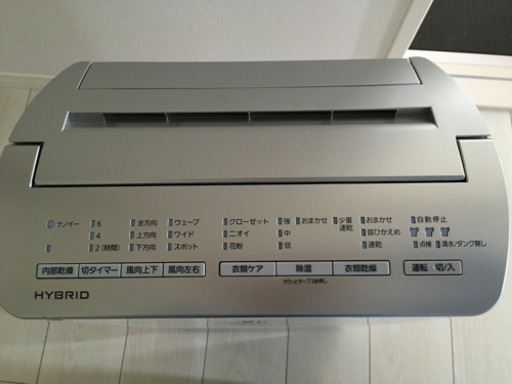 ナノイー 6 全方向 ウェーブ クローゼット 強 おまかせ 少量速乾 おまかせ 自動停止
4 上方向 ワイド ニオイ 中 音ひかえめ
2(時間) 下方向 スポット 花粉 弱 速乾 点検 満水/タンク無し
内部乾燥 切タイマー 風向上下 風向左右 衣類ケア 除湿 衣類乾燥 運転 切/入
HYBRID